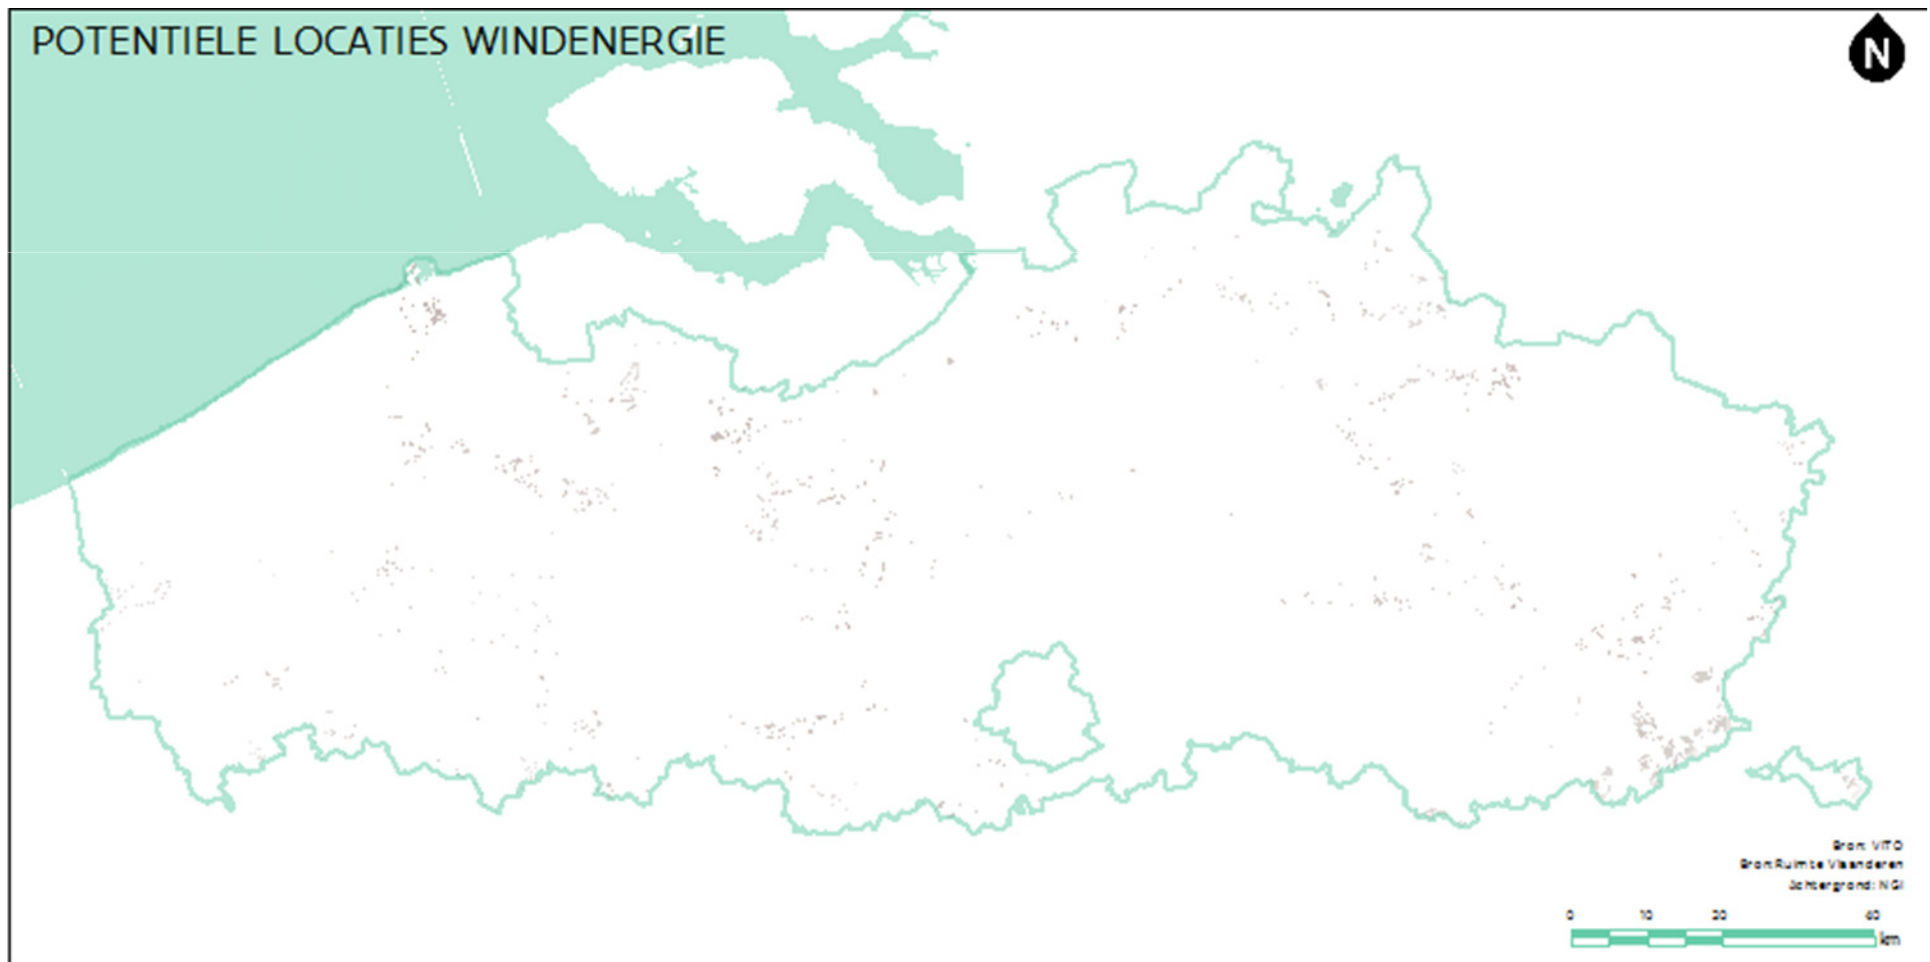 POTENTIELE LOCATIES WINDENERGIE
N
Bron: VITO
Bron:Ruimte Vlaanderen
Achtergrond: NGI
0 10 20 40
km